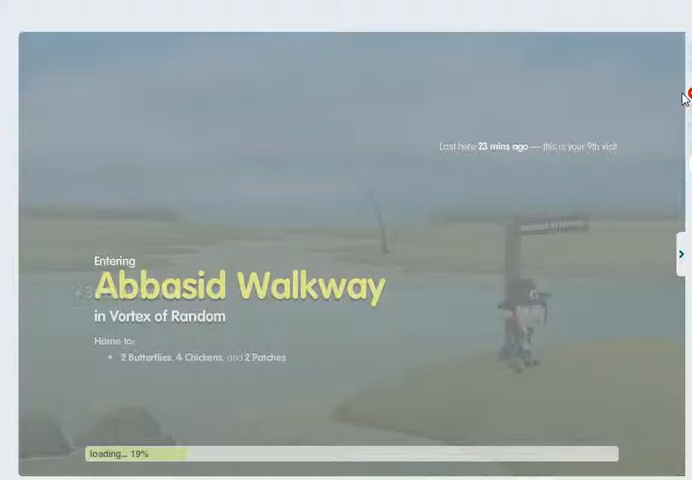 Last here 23 mins ago — this is your 9th visit
Entering
Abbasid Walkway
in Vortex of Random
Home to:
• 2 Butterflies, 4 Chickens, and 2 Patches
loading... 19%